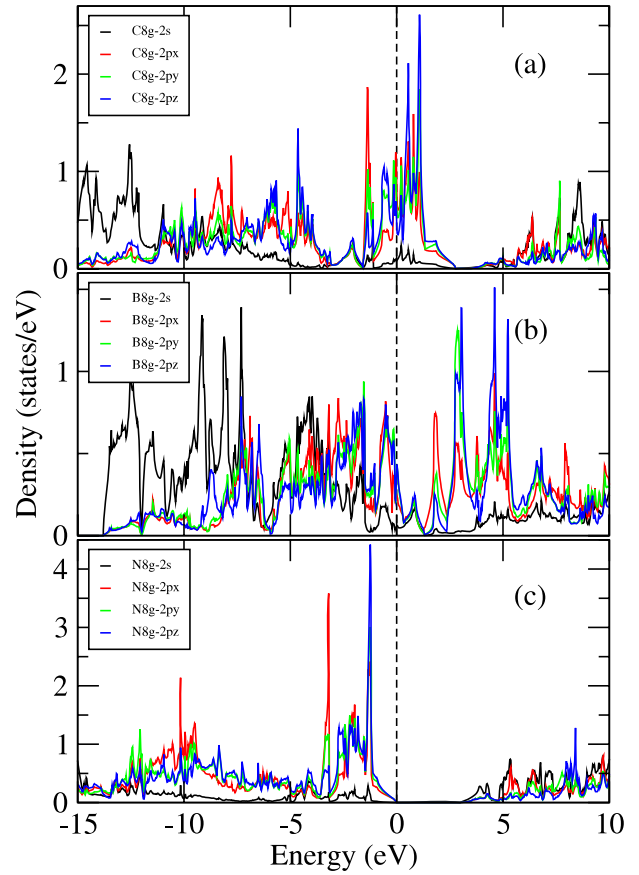 C8g-2s
C8g-2px
C8g-2py
C8g-2pz
(a)
2
1
0
B8g-2s
B8g-2px
B8g-2py
B8g-2pz
(b)
1
0
Density (states/eV)
N8g-2s
N8g-2px
N8g-2py
N8g-2pz
(c)
4
3
2
1
0
-15 -10 -5 0 5 10
Energy (eV)